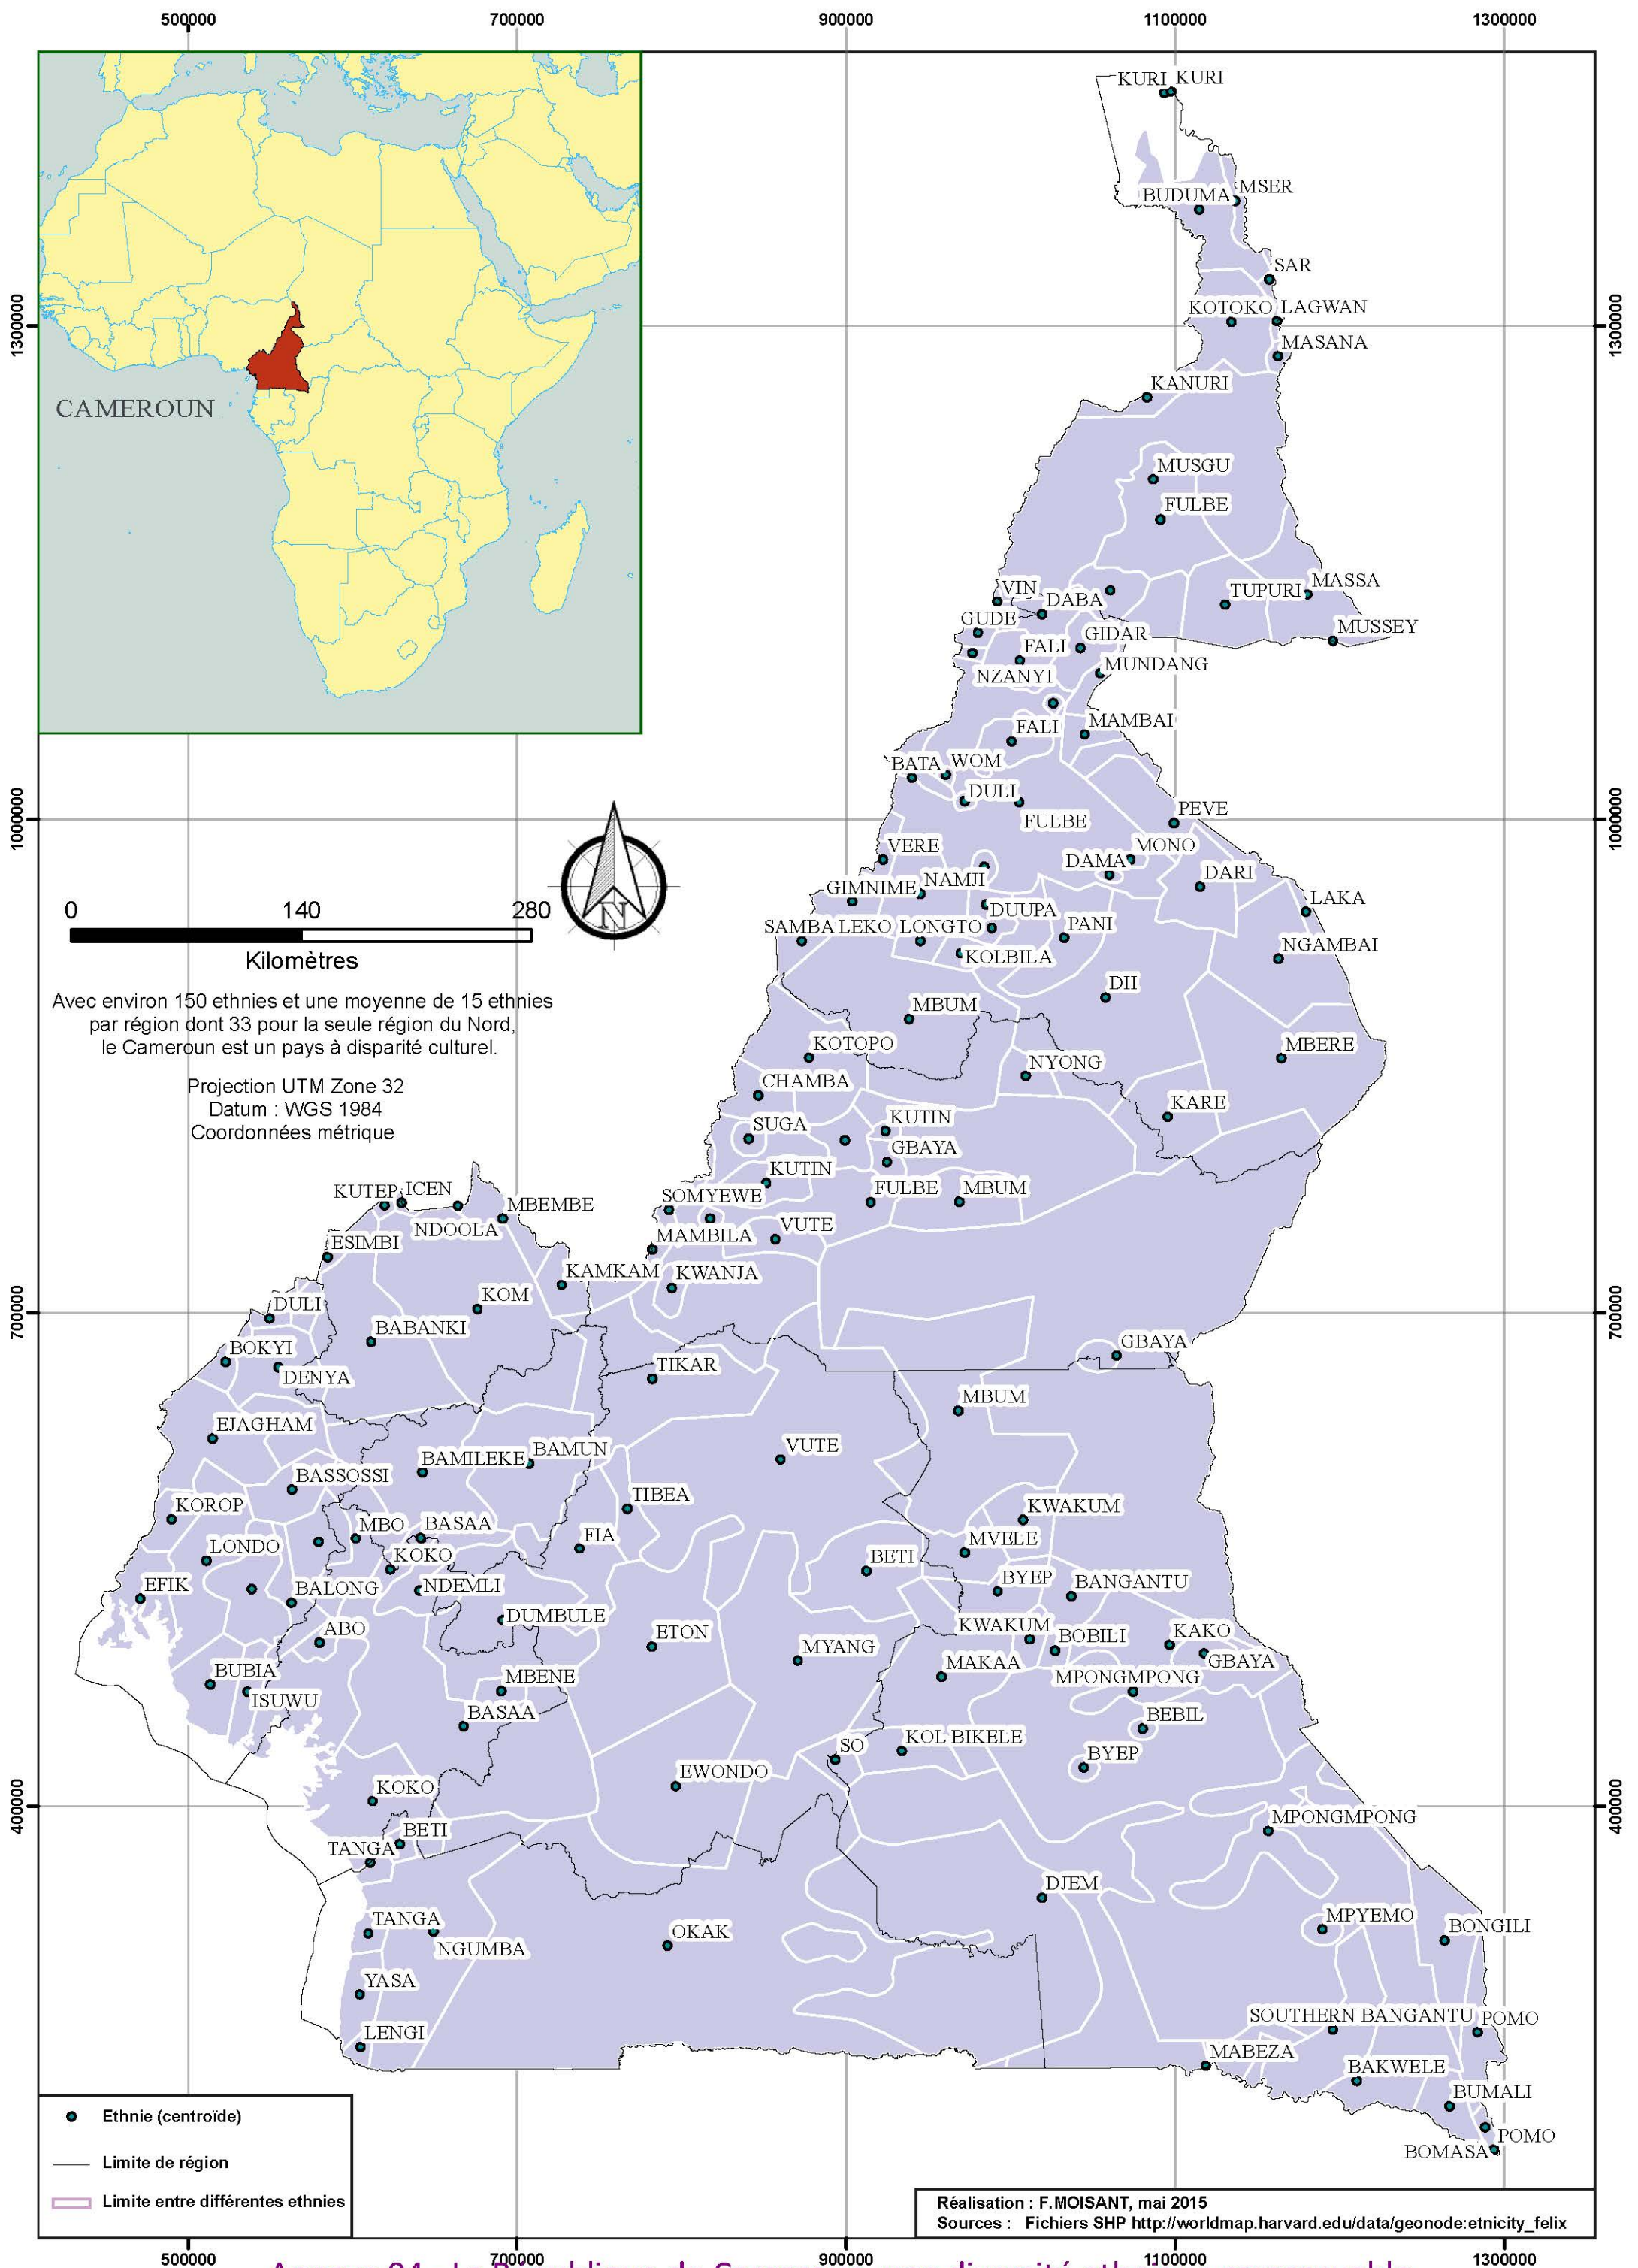 500000 700000 900000 1100000 1300000
KURI KURI
MSER
BUDUMA
SAR
KOTOKO LAGWAN
1300000 1300000
MASANA
KANURI
CAMEROUN
MUSGU
FULBE
VIN
MASSA
TUPURI
DABA
GUDE
MUSSEY
GIDAR
FALI
MUNDANG
NZANYI
MAMBAI
FALI
WOM
`BATA
DULI
PEVE
FULBE
1000000 1000000
VERE
MONO
DAMA
DARI
NAMJI
GIMNIME
LAKA
DUUPA
PANI
SAMBA LEKO LONGTO
NGAMBAI
KOLBILA
0 140 280
Kilomètres
N
DII
Avec environ 150 ethnies et une moyenne de 15 ethnies
par région dont 33 pour la seule région du Nord,
le Cameroun est un pays à disparité culturel.
Projection UTM Zone 32
Datum : WGS 1984
Coordonnées métrique
MBUM
KOTOPO
MBERE
NYONG
CHAMBA
KARE
KUTIN
SUGA
GBAYA
KUTIN
FULBE MBUM
KUTEP ICEN
SOMYEWE
MBEMBE
NDOOLA
VUTE
MAMBILA
ESIMBI
KAMKAM KWANJA
KOM
DULI
700000 700000
BABANKI
GBAYA
BOKYI
TIKAR
DENYA
MBUM
EJAGHAM
VUTE
BAMUN
BAMILEKE
BASSOSSI
TIBEA
KOROP
KWAKUM
MBO BASAA
FIA
MVELE
LONDO
KOKO
BETI
EFIK
BALONG
NDEMLI
BYEP
BANGANTU
DUMBULE
ABO
ETON
KWAKUM
BOBILI
KAKO
MYANG
GBAYA
BUBIA
MBENE
MAKAA
MPONGMPONG
ISUWU
BASAA
BEBIL
KOL BIKELE
SO
BYEP
EWONDO
KOKO
400000 400000
MPONGMPONG
BETI
TANGA
DJEM
MPYEMO
TANGA
BONGILI
OKAK
NGUMBA
YASA
SOUTHERN BANGANTU POMO
LENGI
MABEZA
BAKWELE
BUMALI
POMO
BOMASA
Ethnie (centroïde)
Limite de région
Limite entre différentes ethnies
Réalisation : F.MOISANT, mai 2015
Sources : Fichiers SHP http://worldmap.harvard.edu/data/geonode:etnicity_felix
500000 700000 900000 1100000 1300000